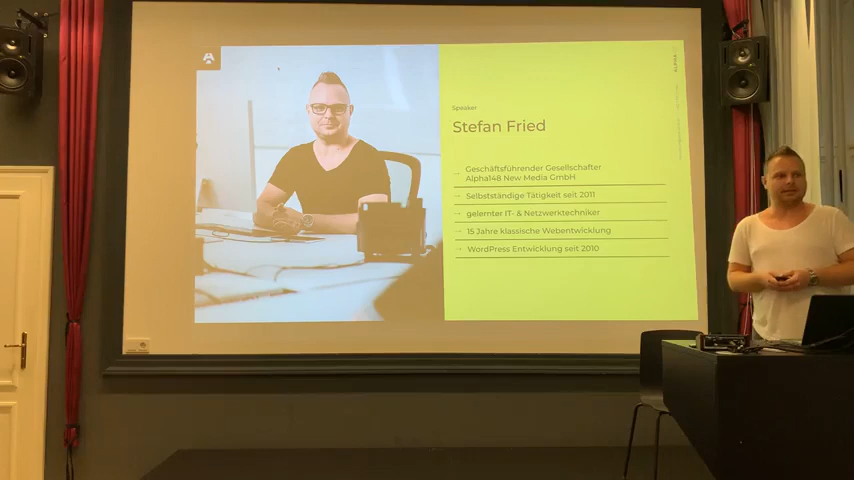 Speaker
Stefan Fried
Geschäftsführender Gesellschafter
Alpha148 New Media GmbH
Selbstständige Tätigkeit seit 2011
gelernter IT- & Netzwerktechniker
15 Jahre klassische Webentwicklung
WordPress Entwicklung seit 2010
ALPHA